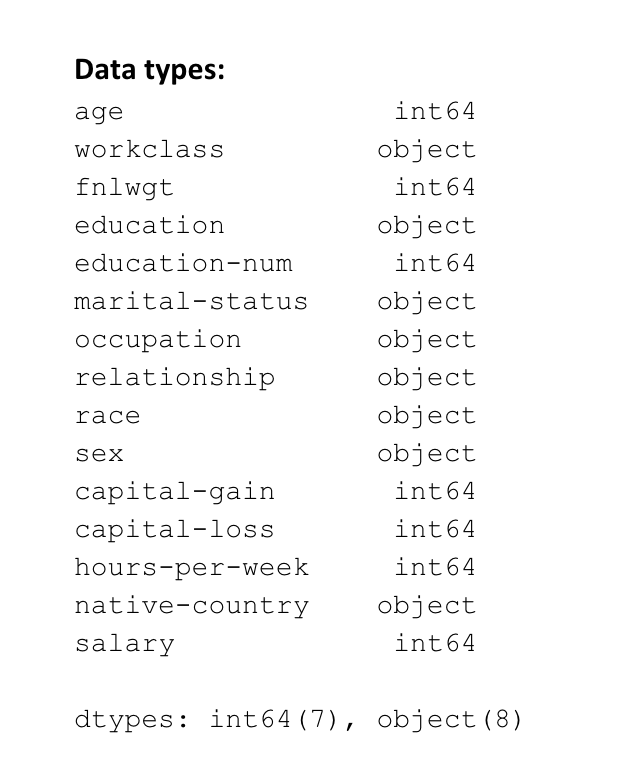 Data types:
age int64
workclass object
fnlwgt int64
education object
education-num int64
marital-status object
occupation object
relationship object
race object
sex object
capital-gain int64
capital-loss int64
hours-per-week int64
native-country object
salary int64
dtypes: int64(7), object(8)